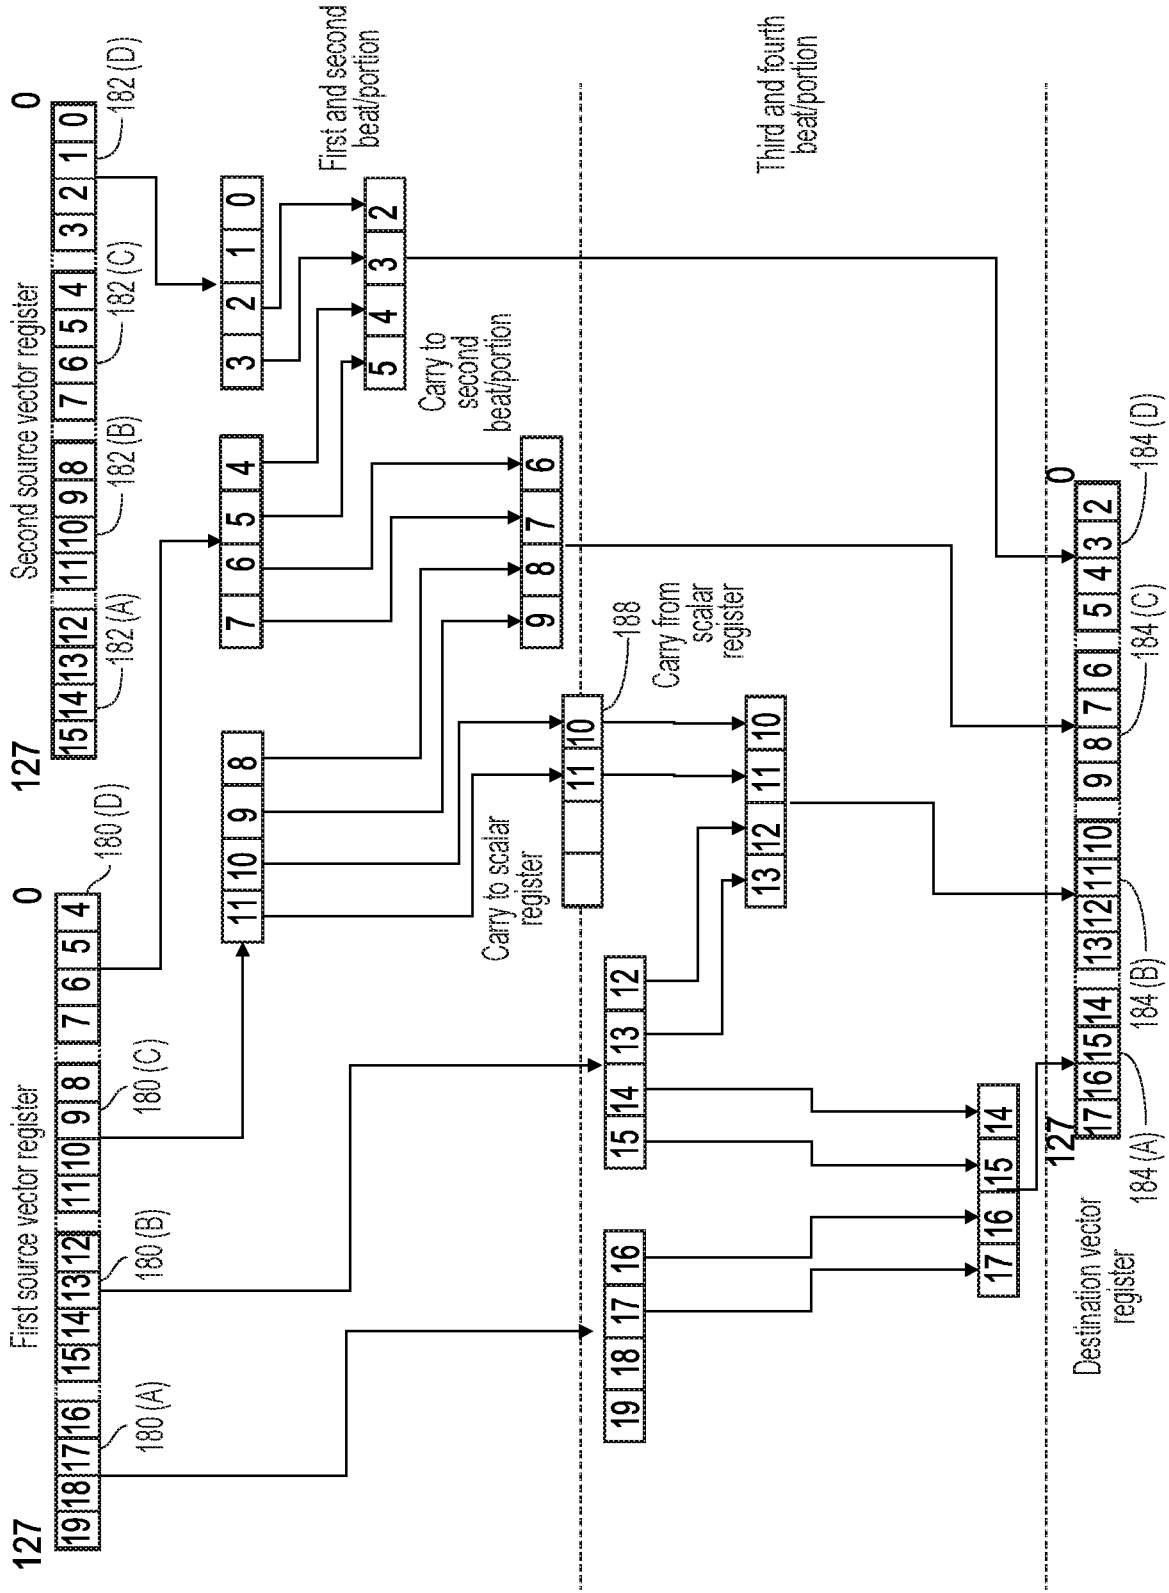 127
First source vector register
0
19 18 17 16 15 14 13 12 11 10 9 8 7 6 5 4
180 (A)
180 (B)
180 (C)
180 (D)
127
Second source vector register
0
15 14 13 12 11 10 9 8 7 6 5 4 3 2 1 0
182 (A)
182 (B)
182 (C)
182 (D)
11 10 9 8
7 6 5 4
3 2 1 0
First and second
beat/portion
5 4 3 2
Carry to
second
beat/portion
9 8 7 6
Carry to scalar
register
11 10
188
Carry from
scalar
register
19 18 17 16
15 14 13 12
13 12 11 10
Third and fourth
beat/portion
17 16 15 14
127
0
17 16 15 14 13 12 11 10 9 8 7 6 5 4 3 2
184 (A)
184 (B)
184 (C)
184 (D)
Destination vector
register